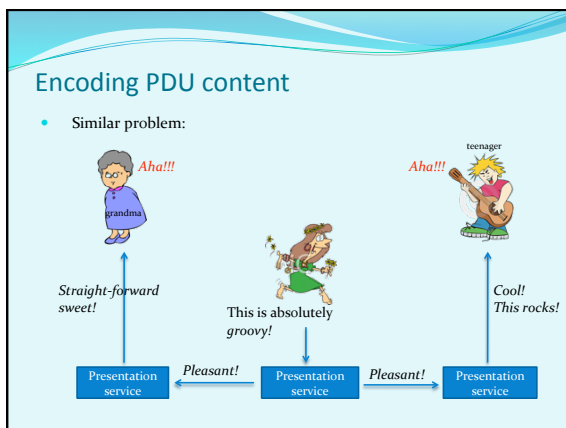 Encoding PDU content
• Similar problem:
teenager
Aha!!!
Aha!!!
grandma
Straight-forward
sweet!
This is absolutely
groovy!
Cool!
This rocks!
Presentation
service
Pleasant!
Presentation
service
Pleasant!
Presentation
service